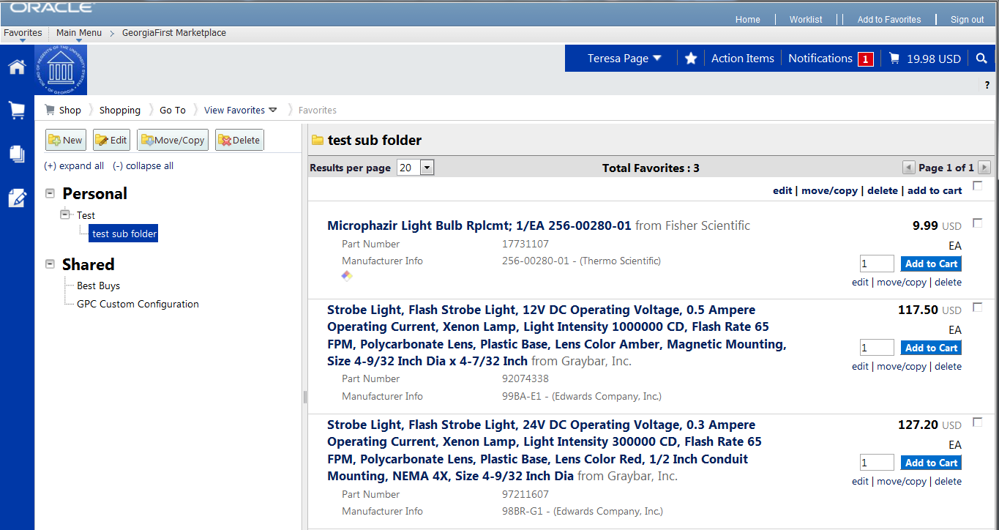 ORACLE
Home Worklist Add to Favorites Sign out
Favorites Main Menu > GeorgiaFirst Marketplace
BOARD OF REGENTS OF THE UNIVERSITY SYSTEM OF GEORGIA
Teresa Page Action Items Notifications 1 19.98 USD
?
Shop Shopping Go To View Favorites Favorites
New Edit Move/Copy Delete
(+) expand all (-) collapse all
Personal
Test
test sub folder
Shared
Best Buys
GPC Custom Configuration
test sub folder
Results per page 20 Total Favorites : 3 Page 1 of 1
edit | move/copy | delete | add to cart
Microphazir Light Bulb Rplcmt; 1/EA 256-00280-01 from Fisher Scientific 9.99 USD
Part Number 17731107 EA
Manufacturer Info 256-00280-01 - (Thermo Scientific) 1 Add to Cart
edit | move/copy | delete
Strobe Light, Flash Strobe Light, 12V DC Operating Voltage, 0.5 Ampere 117.50 USD
Operating Current, Xenon Lamp, Light Intensity 1000000 CD, Flash Rate 65 EA
FPM, Polycarbonate Lens, Plastic Base, Lens Color Amber, Magnetic Mounting, 1 Add to Cart
Size 4-9/32 Inch Dia x 4-7/32 Inch from Graybar, Inc. edit | move/copy | delete
Part Number 92074338
Manufacturer Info 99BA-E1 - (Edwards Company, Inc.)
Strobe Light, Flash Strobe Light, 24V DC Operating Voltage, 0.3 Ampere 127.20 USD
Operating Current, Xenon Lamp, Light Intensity 300000 CD, Flash Rate 65 EA
FPM, Polycarbonate Lens, Plastic Base, Lens Color Red, 1/2 Inch Conduit 1 Add to Cart
Mounting, NEMA 4X, Size 4-9/32 Inch Dia from Graybar, Inc. edit | move/copy | delete
Part Number 97211607
Manufacturer Info 98BR-G1 - (Edwards Company, Inc.)